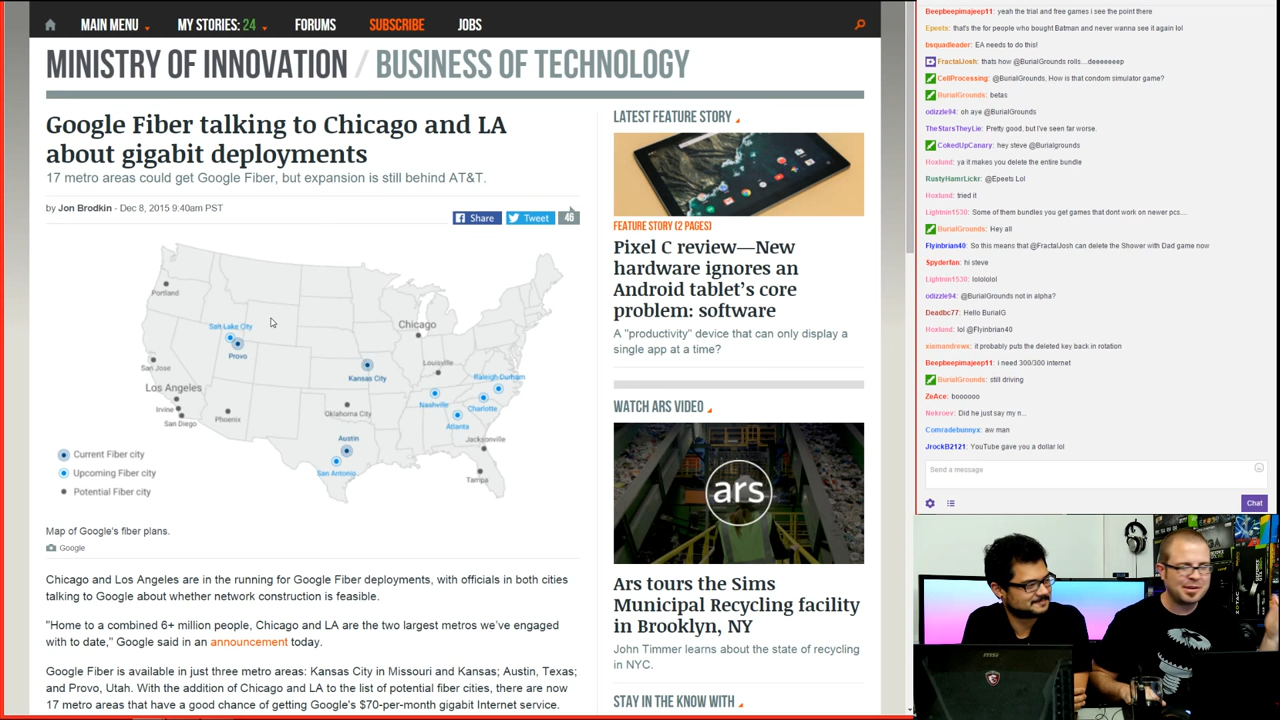 MAIN MENU
MY STORIES: 24
FORUMS
SUBSCRIBE
JOBS
MINISTRY OF INNOVATION / BUSINESS OF TECHNOLOGY
Google Fiber talking to Chicago and LA
about gigabit deployments
17 metro areas could get Google Fiber, but expansion is still behind AT&T.
by Jon Brodkin - Dec 8, 2015 9:40am PST
Share
Tweet
46
Portland
Salt Lake City
Provo
Chicago
San Jose
Kansas City
Louisville
Los Angeles
Raleigh Durham
Nashville
Charlotte
Irvine
San Diego
Phoenix
Oklahoma City
Atlanta
Austin
Jacksonville
San Antonio
Tampa
Current Fiber city
Upcoming Fiber city
Potential Fiber city
Map of Google's fiber plans.
Google
Chicago and Los Angeles are in the running for Google Fiber deployments, with officials in both cities
talking to Google about whether network construction is feasible.
"Home to a combined 6+ million people, Chicago and LA are the two largest metros we've engaged
with to date," Google said in an announcement today.
Google Fiber is available in just three metro areas: Kansas City in Missouri and Kansas; Austin, Texas;
and Provo, Utah. With the addition of Chicago and LA to the list of potential fiber cities, there are now
17 metro areas that have a good chance of getting Google's $70-per-month gigabit Internet service.
LATEST FEATURE STORY
FEATURE STORY (2 PAGES)
Pixel C review—New
hardware ignores an
Android tablet's core
problem: software
A "productivity" device that can only display a
single app at a time?
WATCH ARS VIDEO
ars
Ars tours the Sims
Municipal Recycling facility
in Brooklyn, NY
John Timmer learns about the state of recycling
in NYC.
STAY IN THE KNOW WITH
Beepbeepimajeep11: yeah the trial and free games i see the point there
Epeets: that's the for people who bought Batman and never wanna see it again lol
bsquadleader: EA needs to do this!
FractalJosh: thats how @BurialGrounds rolls....deeeeeeep
CellProcessing: @BurialGrounds, How is that condom simulator game?
BurialGrounds: betas
odizzle94: oh aye @BurialGrounds
TheStarsTheyLie: Pretty good, but I've seen far worse.
CokedUpCanary: hey steve @Burialgrounds
Hoxlund: ya it makes you delete the entire bundle
RustyHamrLickr: @Epeets Lol
Hoxlund: tried it
Lightnin1530: Some of them bundles you get games that dont work on newer pcs....
BurialGrounds: Hey all
Flyinbrian40: So this means that @FractalJosh can delete the Shower with Dad game now
Spyderfan: hi steve
Lightnin1530: lolololol
odizzle94: @BurialGrounds not in alpha?
Deadbc77: Hello BurialG
Hoxlund: lol @Flyinbrian40
xiamandrewx: it probably puts the deleted key back in rotation
Beepbeepimajeep11: i need 300/300 internet
BurialGrounds: still driving
ZeAce: boooooo
Nekroev: Did he just say my n...
Comradebunnyx: aw man
JrockB2121: YouTube gave you a dollar lol
Send a message
Chat
msi
ZOTAC
GEFORCE